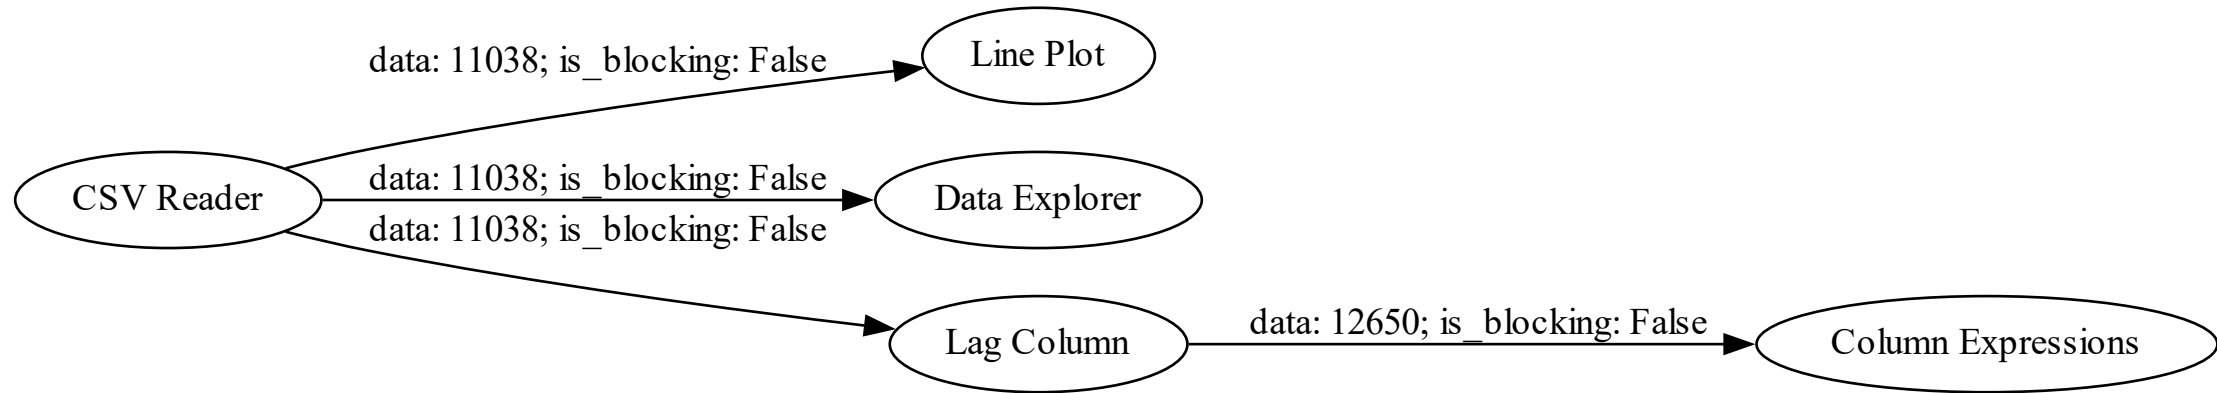 data: 11038; is_blocking: False
Line Plot
CSV Reader
data: 11038; is_blocking: False
Data Explorer
data: 11038; is_blocking: False
Lag Column
data: 12650; is_blocking: False
Column Expressions